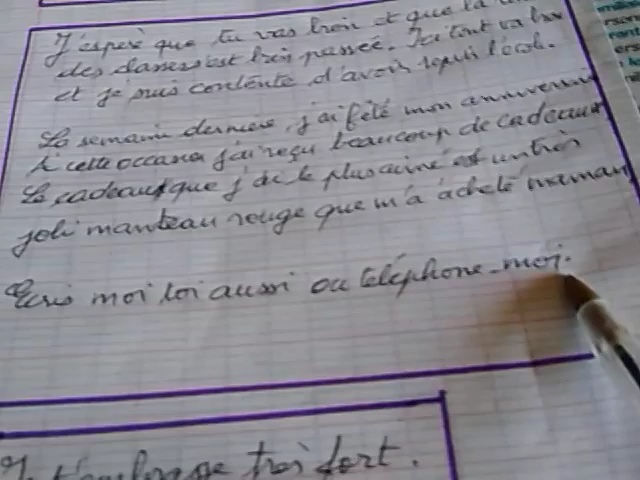 J'espère que tu vas bien et que la
des dames est bien passée. Ici tout va bien
et je suis contente d'avoir repris l'école.
La semaine dernière, j'ai fêté mon anniversaire
A cette occasion j'ai reçu beaucoup de cadeaux
Le cadeau que j'ai le plus aimé est un très
joli manteau rouge que m'a acheté maman
Ecris moi toi aussi ou téléphone-moi.
Je t'embrasse très fort.